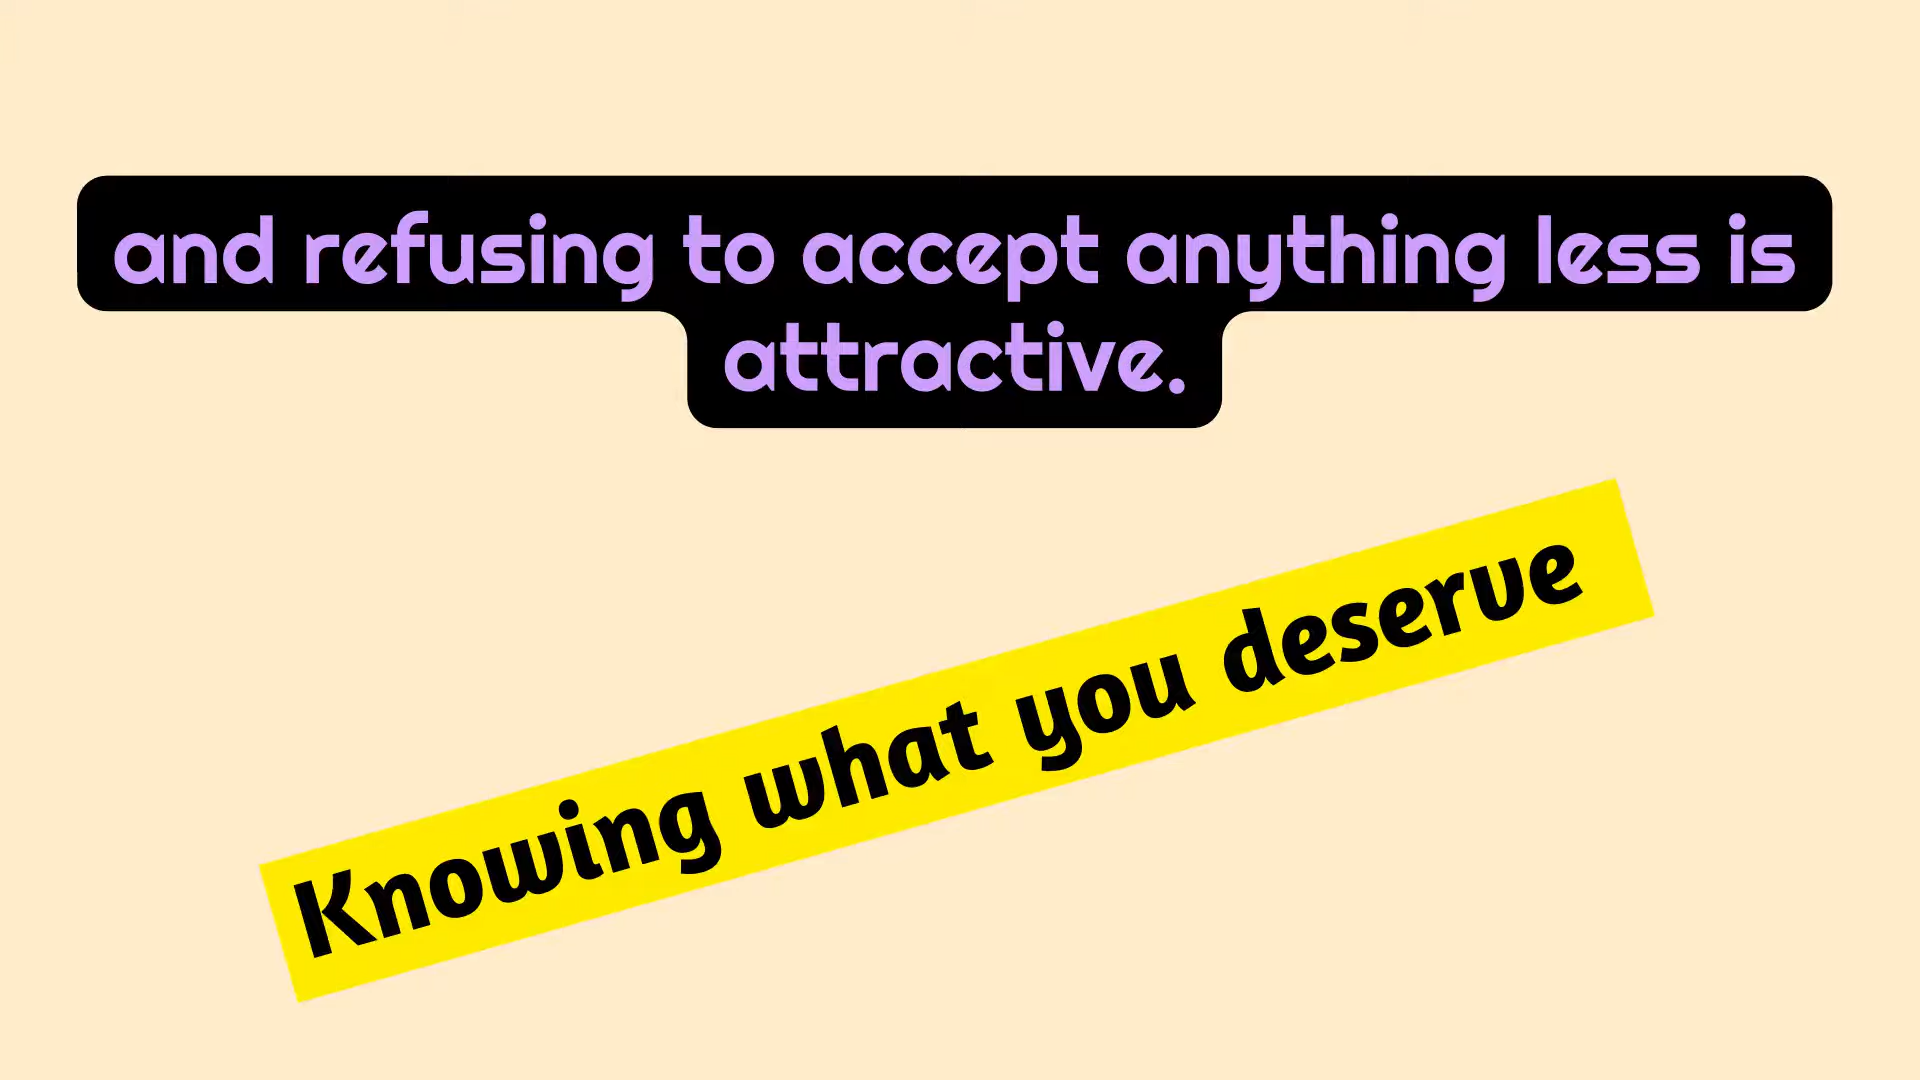 and refusing to accept anything less is
attractive.
Knowing what you deserve